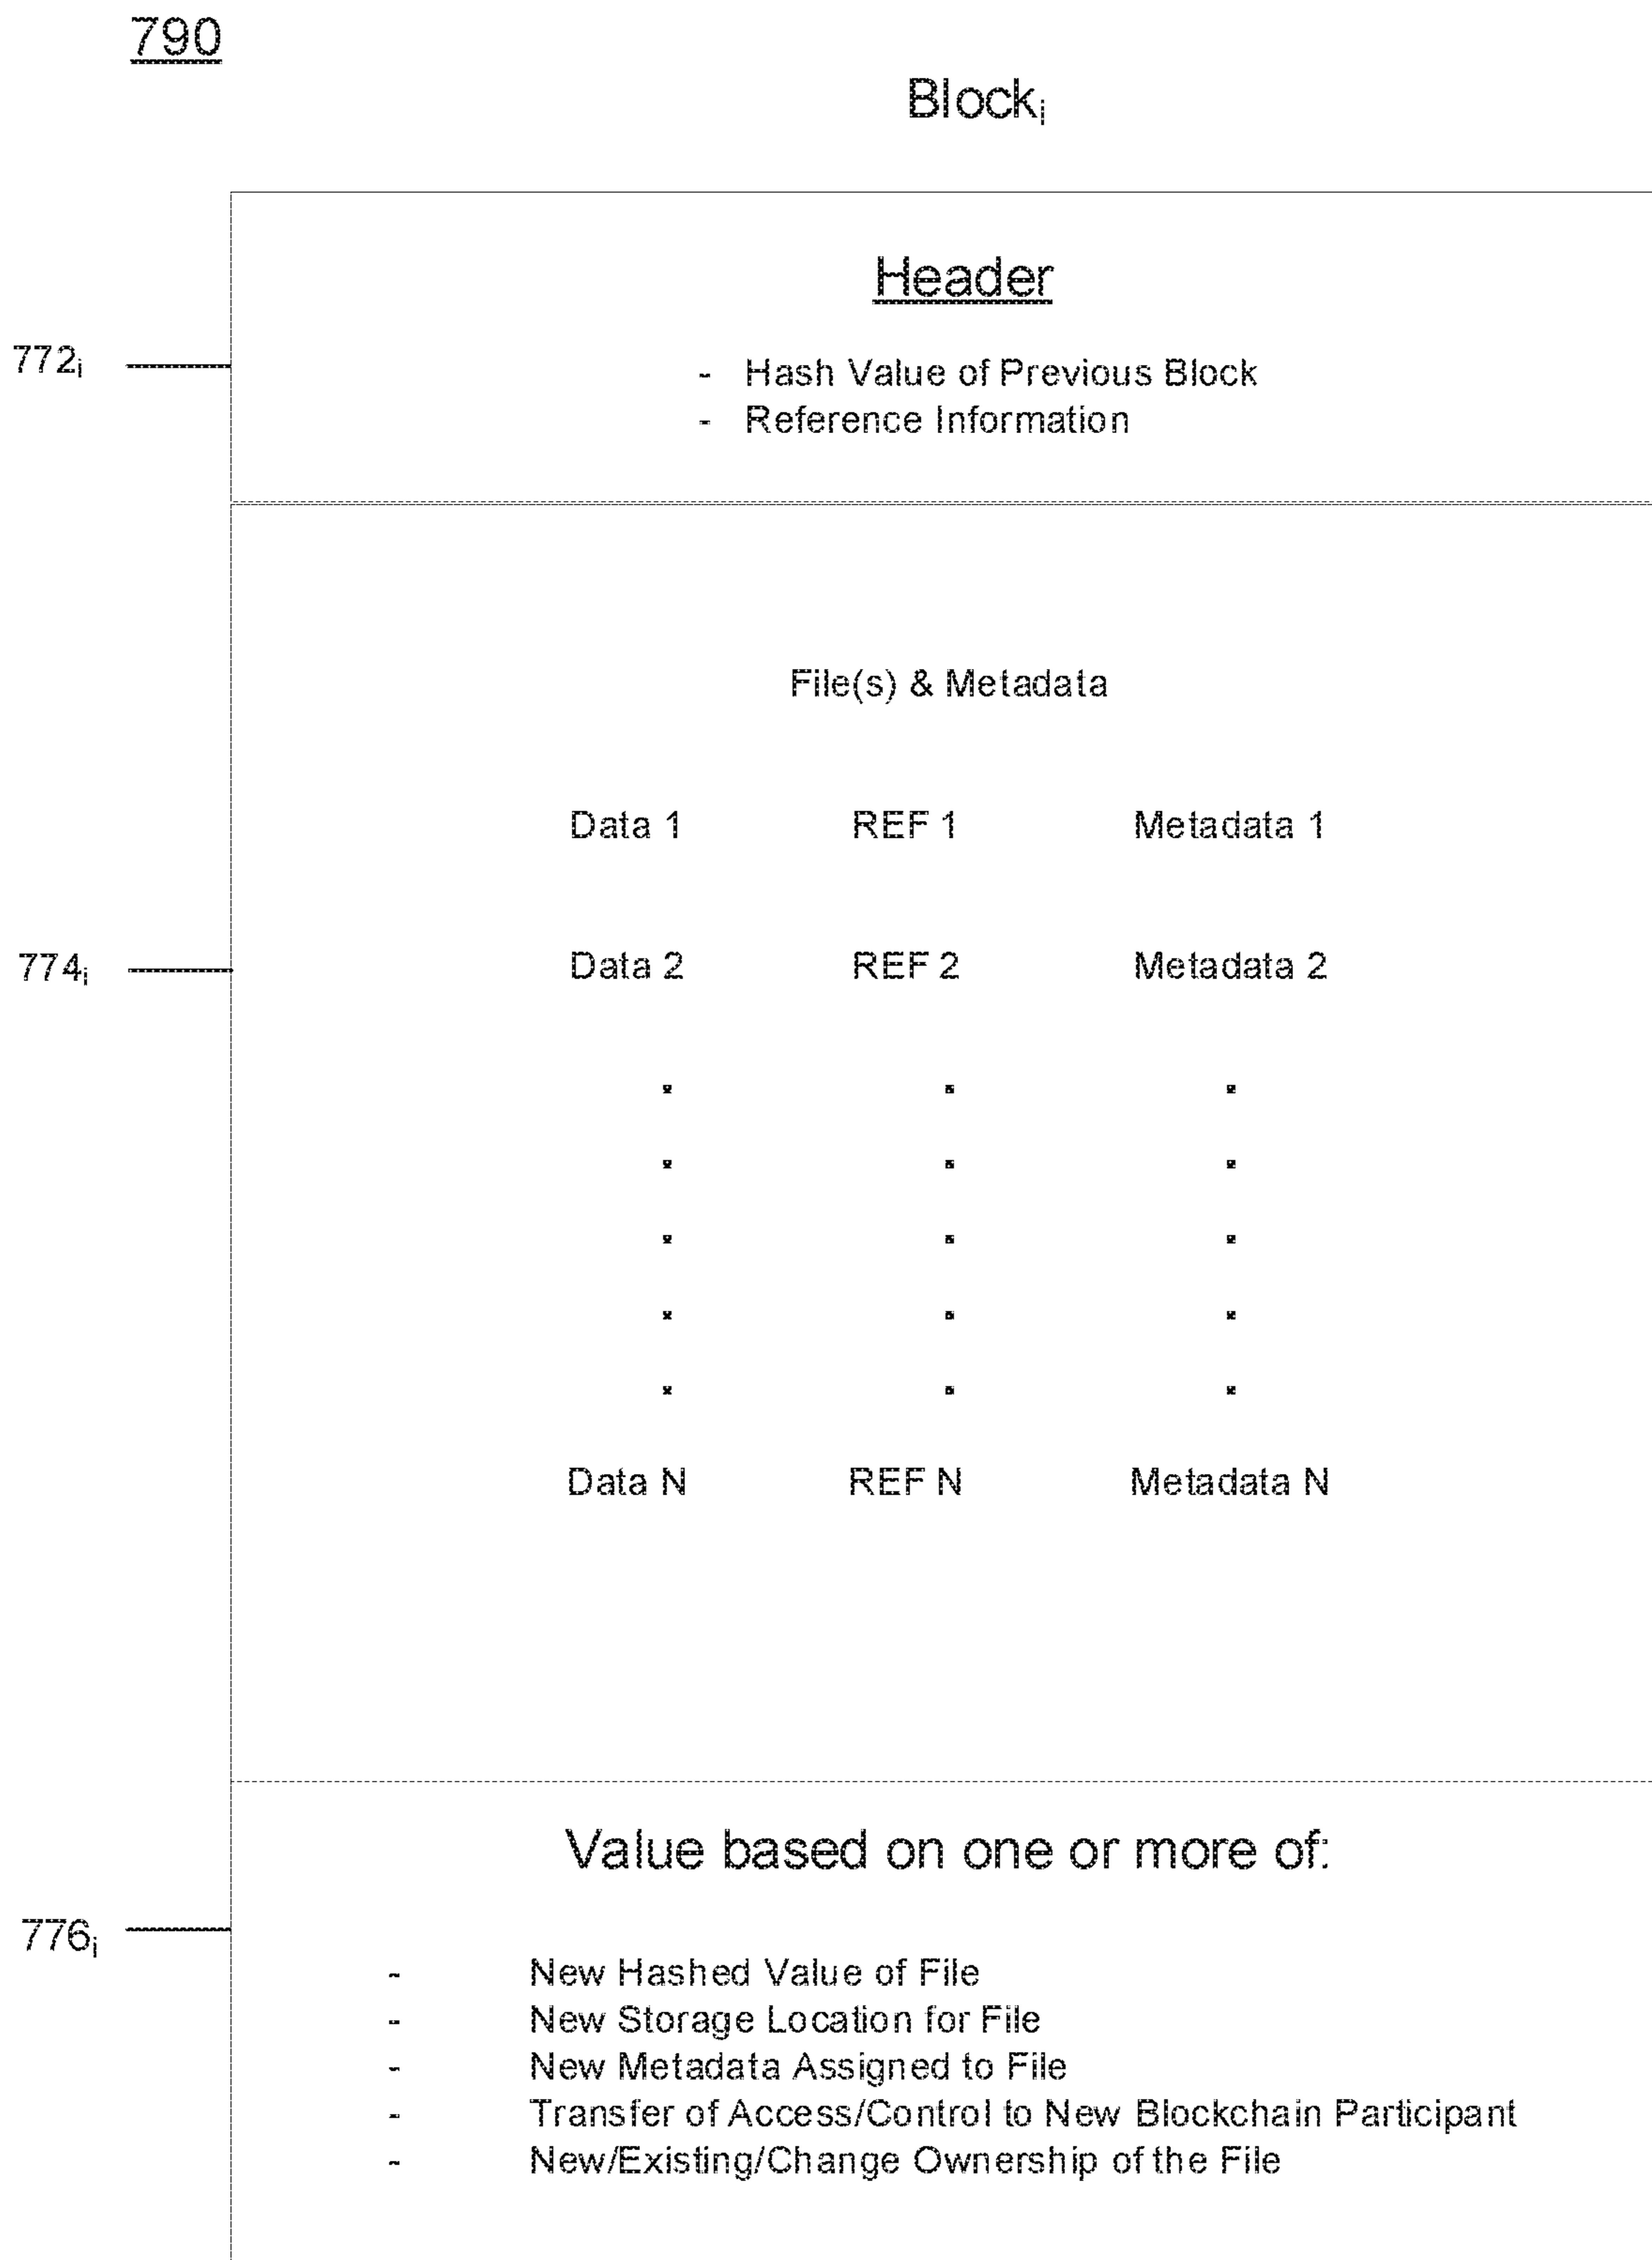 790
Blockᵢ
Header
772ᵢ
- Hash Value of Previous Block
- Reference Information
File(s) & Metadata
Data 1 REF 1 Metadata 1
774ᵢ
Data 2 REF 2 Metadata 2
Data N REF N Metadata N
Value based on one or more of:
776ᵢ
- New Hashed Value of File
- New Storage Location for File
- New Metadata Assigned to File
- Transfer of Access/Control to New Blockchain Participant
- New/Existing/Change Ownership of the File